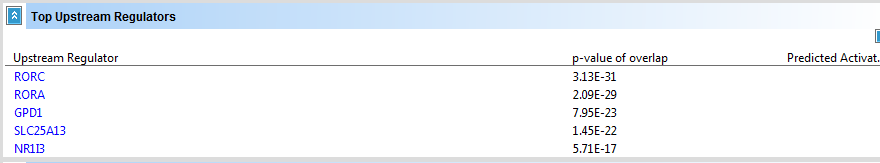 Top Upstream Regulators
Upstream Regulator p-value of overlap Predicted Activat.
RORC 3.13E-31
RORA 2.09E-29
GPD1 7.95E-23
SLC25A13 1.45E-22
NR1I3 5.71E-17